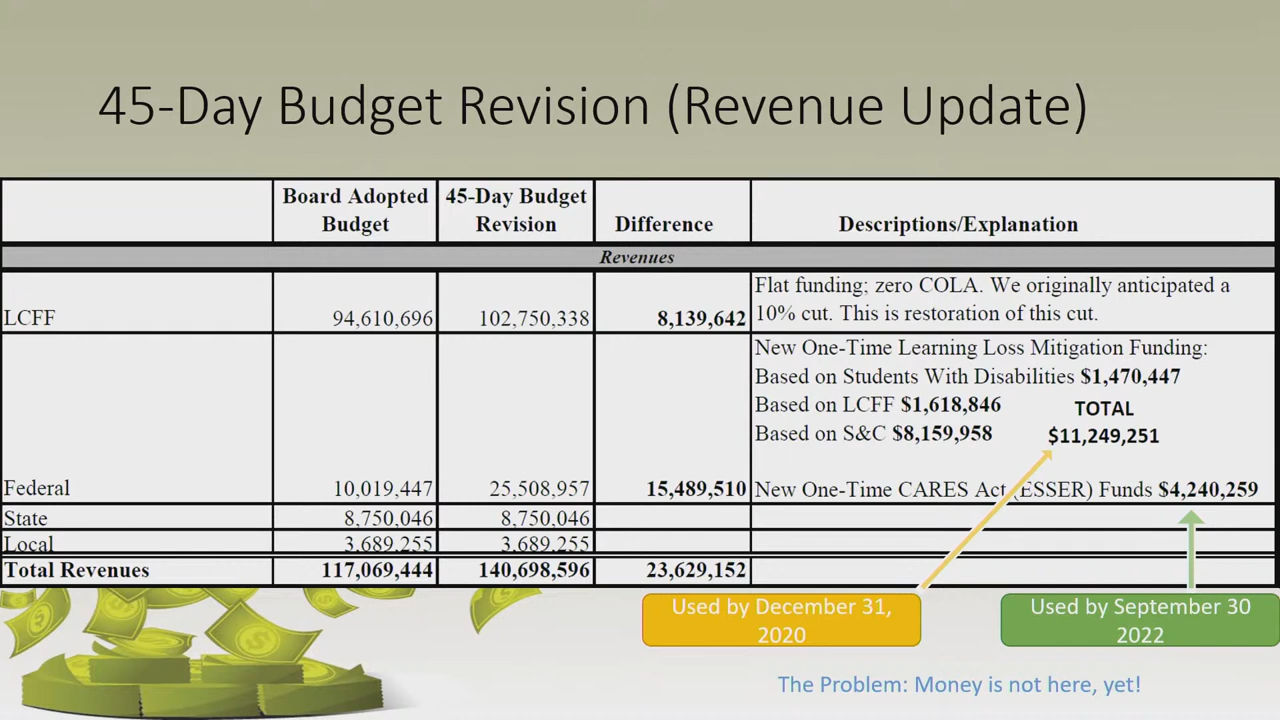 45-Day Budget Revision (Revenue Update)
Board Adopted Budget
45-Day Budget Revision
Difference
Descriptions/Explanation
Revenues
LCFF 94,610,696 102,750,338 8,139,642
Flat funding; zero COLA. We originally anticipated a
10% cut. This is restoration of this cut.
New One-Time Learning Loss Mitigation Funding:
Based on Students With Disabilities $1,470,447
Based on LCFF $1,618,846
Based on S&C $8,159,958
TOTAL
$11,249,251
Federal 10,019,447 25,508,957 15,489,510 New One-Time CARES Act (ESSER) Funds $4,240,259
State 8,750,046 8,750,046
Local 3,689,255 3,689,255
Total Revenues 117,069,444 140,698,596 23,629,152
Used by December 31,
2020
Used by September 30
2022
The Problem: Money is not here, yet!